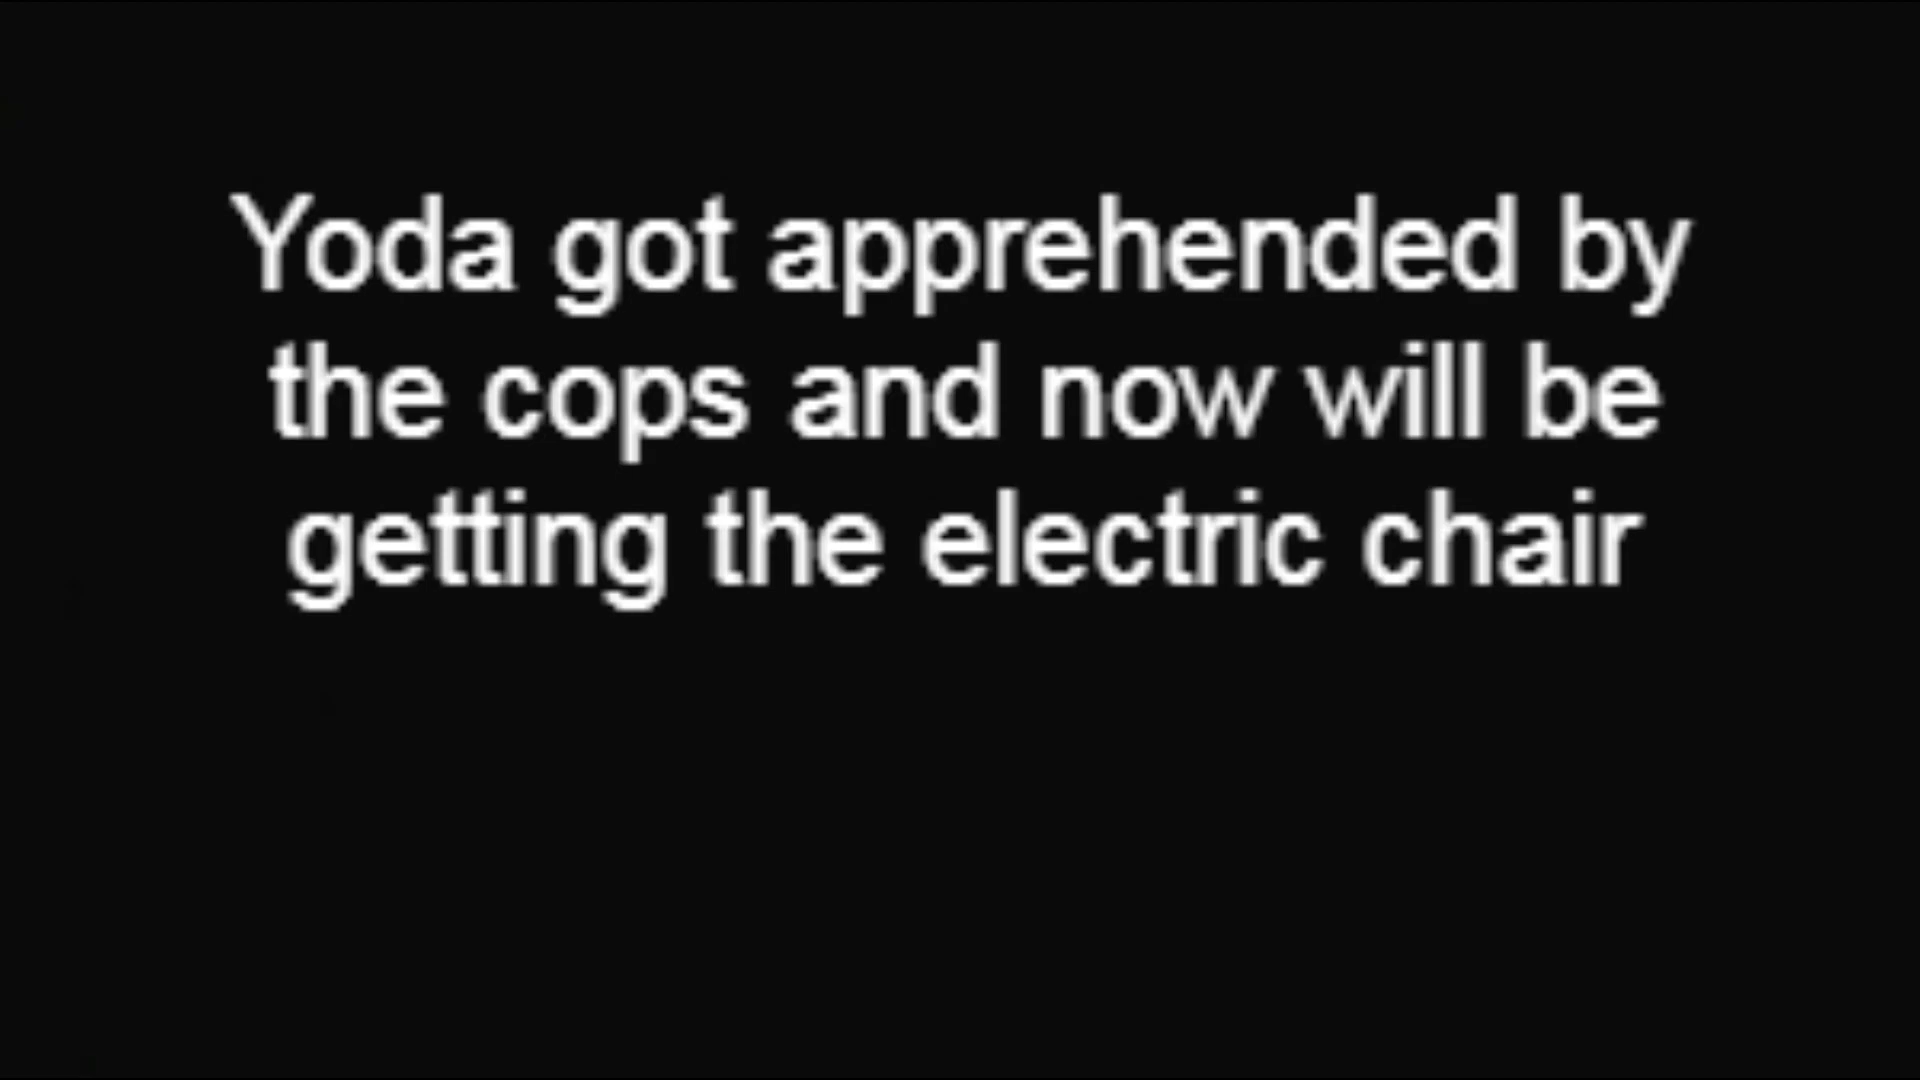 Yoda got apprehended by
the cops and now will be
getting the electric chair